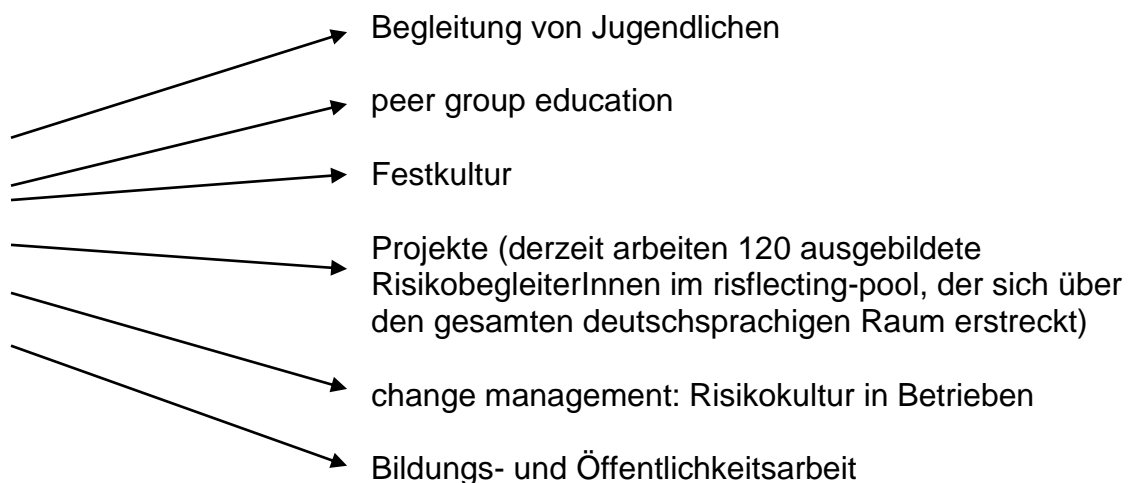 Begleitung von Jugendlichen
peer group education
Festkultur
Projekte (derzeit arbeiten 120 ausgebildete
RisikobegleiterInnen im risflecting-pool, der sich über
den gesamten deutschsprachigen Raum erstreckt)
change management: Risikokultur in Betrieben
Bildungs- und Öffentlichkeitsarbeit